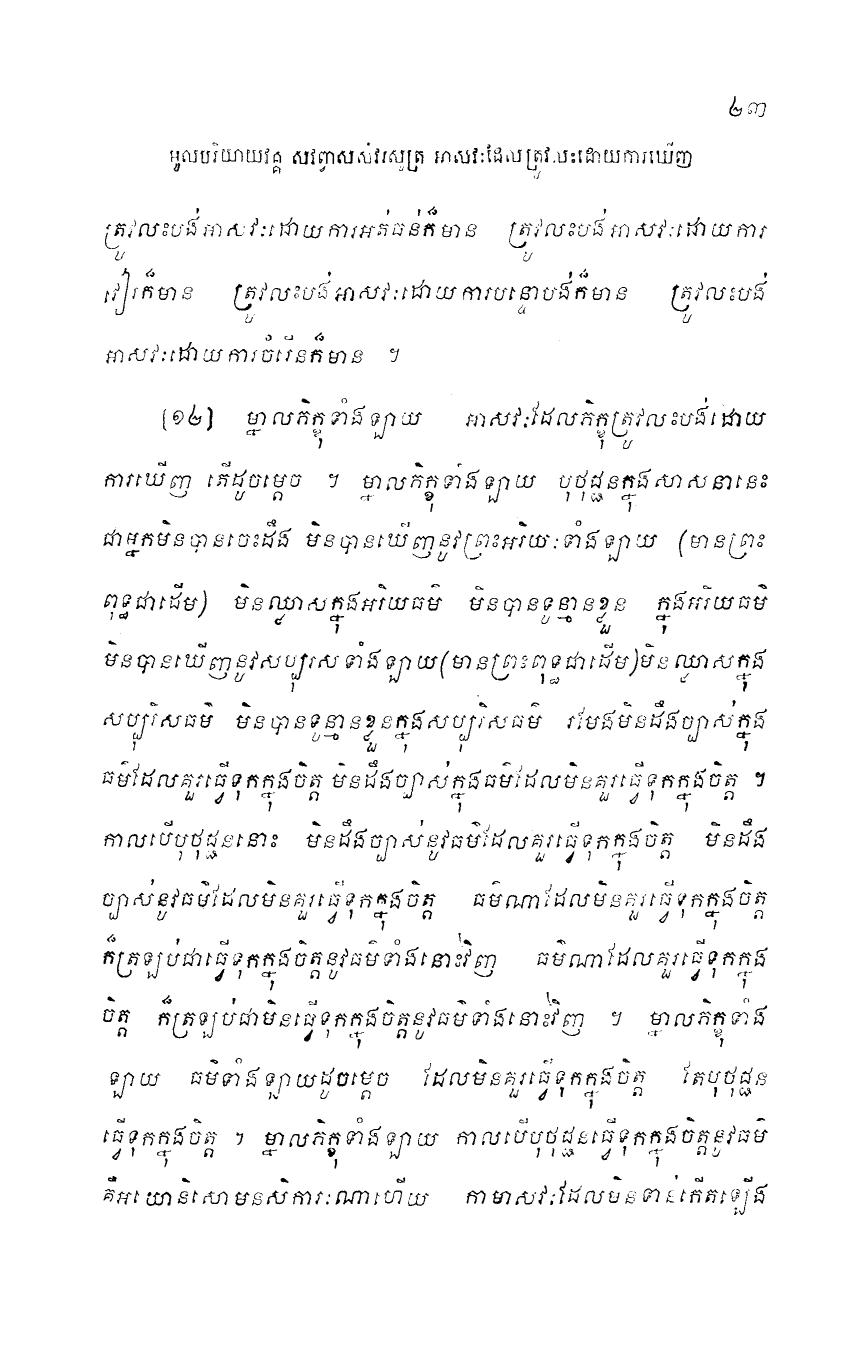 ២៣
មូលបរិយាយវគ្គ សព្វាសវសំវរសូត្រ អាសវៈដែលត្រូវលះដោយការឃើញ
ត្រូវលះបង់អាសវៈដោយការអត់ធន់ក៏មាន ត្រូវលះបង់អាសវៈដោយការ
វៀរក៏មាន ត្រូវលះបង់អាសវៈដោយការបន្ទោបង់ក៏មាន ត្រូវលះបង់
អាសវៈដោយការចំរើនក៏មាន ។
[១២] ម្នាលភិក្ខុទាំងឡាយ អាសវៈដែលភិក្ខុត្រូវលះបង់ដោយ
ការឃើញ តើដូចម្តេច ។ ម្នាលភិក្ខុទាំងឡាយ បុថុជ្ជនក្នុងសាសនានេះ
ជាអ្នកមិនបានចេះដឹង មិនបានឃើញនូវព្រះអរិយៈទាំងឡាយ (មានព្រះ
ពុទ្ធជាដើម) មិនឈ្លាសក្នុងអរិយធម៌ មិនបានទូន្មានខ្លួន ក្នុងអរិយធម៌
មិនបានឃើញនូវសប្បុរសទាំងឡាយ(មានព្រះពុទ្ធជាដើម)មិនឈ្លាសក្នុង
សប្បុរិសធម៌ មិនបានទូន្មានខ្លួនក្នុងសប្បុរិសធម៌ រមែងមិនដឹងច្បាស់ក្នុង
ធម៌ដែលគួរធ្វើទុកក្នុងចិត្ត មិនដឹងច្បាស់ក្នុងធម៌ដែលមិនគួរធ្វើទុកក្នុងចិត្ត ។
កាលបើបុថុជ្ជននោះ មិនដឹងច្បាស់នូវធម៌ដែលគួរធ្វើទុកក្នុងចិត្ត មិនដឹង
ច្បាស់នូវធម៌ដែលមិនគួរធ្វើទុកក្នុងចិត្ត ធម៌ណាដែលមិនគួរធ្វើទុកក្នុងចិត្ត
ក៏ត្រឡប់ជាធ្វើទុកក្នុងចិត្តនូវធម៌ទាំងនោះវិញ ធម៌ណាដែលគួរធ្វើទុកក្នុង
ចិត្ត ក៏ត្រឡប់ជាមិនធ្វើទុកក្នុងចិត្តនូវធម៌ទាំងនោះវិញ ។ ម្នាលភិក្ខុទាំង
ឡាយ ធម៌ទាំងឡាយដូចម្តេច ដែលមិនគួរធ្វើទុកក្នុងចិត្ត តែបុថុជ្ជន
ធ្វើទុកក្នុងចិត្ត ។ ម្នាលភិក្ខុទាំងឡាយ កាលបើបុថុជ្ជនធ្វើទុកក្នុងចិត្តនូវធម៌
គឺអយោនិសោមនសិការៈណាហើយ កាមាសវៈដែលមិនទាន់កើតឡើង